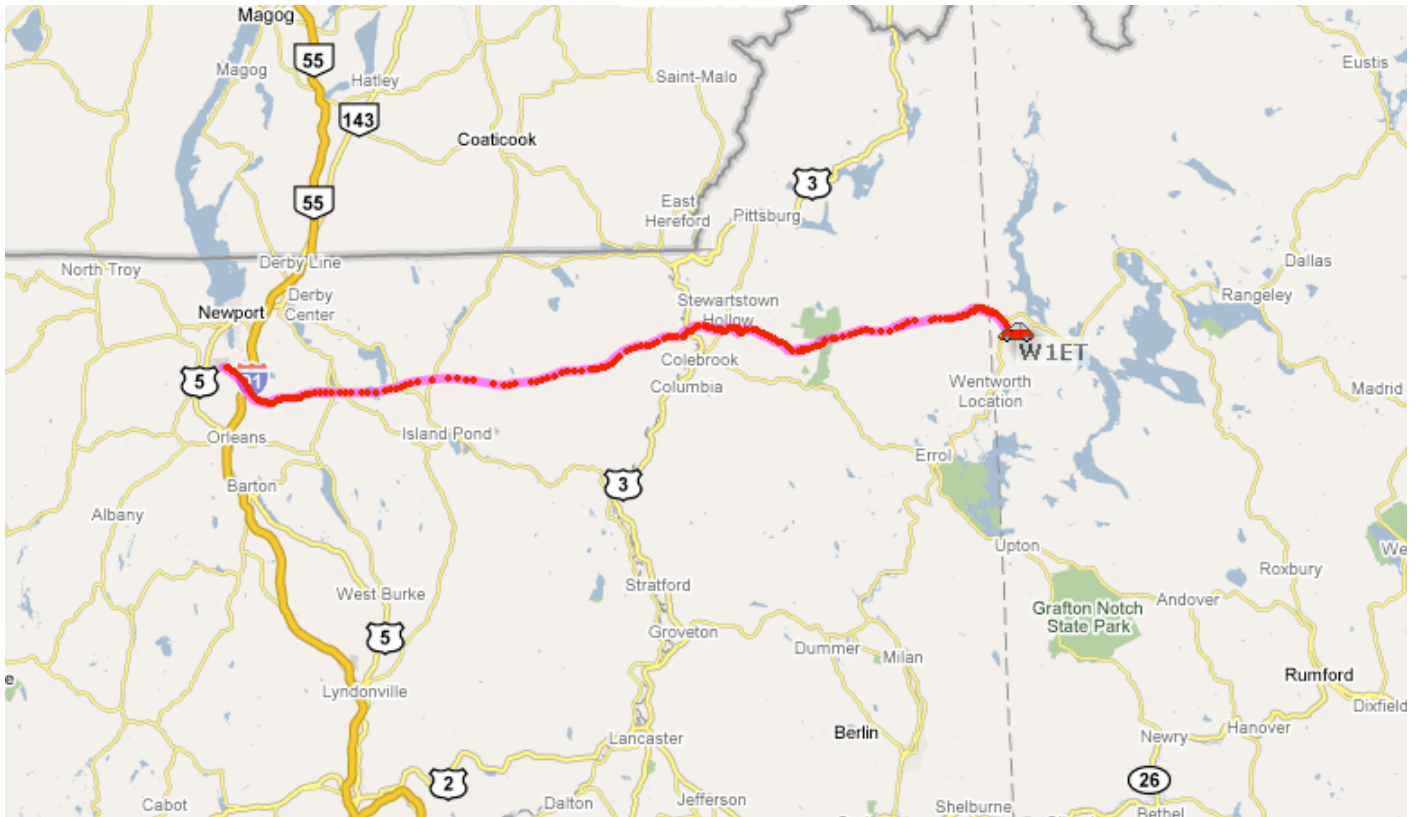 Magog
55
Magog
Hatley
Saint-Malo
Eustis
143
Coaticook
3
55
East
Hereford
Pittsburg
North Troy
Derby Line
Dallas
Derby
Center
Newport
Stewartstown
Hollow
Rangeley
W1ET
Colebrook
5
Columbia
Wentworth
Location
Madrid
Orleans
Island Pond
Errol
Barton
3
Albany
Upton
We
Roxbury
Stratford
West Burke
Andover
Grafton Notch
State Park
5
Groveton
Dummer
Milan
e
Rumford
Lyndonville
Dixfield
Berlin
Hanover
Lancaster
Newry
2
26
Cabot
Dalton
Jefferson
Shelburne
Bethel